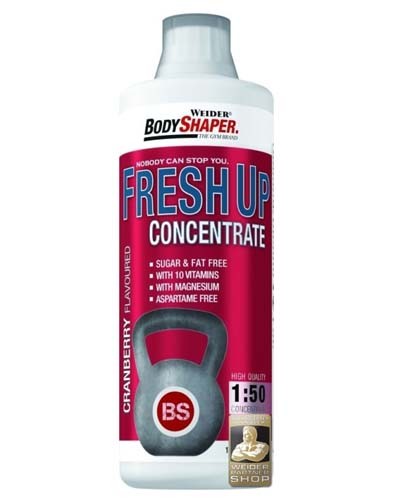 WEIDER®
BODYSHAPER.
THE GYM BRAND
NOBODY CAN STOP YOU.
FRESH UP
CONCENTRATE
■ SUGAR & FAT FREE
■ WITH 10 VITAMINS
■ WITH MAGNESIUM
■ ASPARTAME FREE
CRANBERRY FLAVOURED
HIGH QUALITY
1:50
BS
WEIDER
PARTNER
SHOP